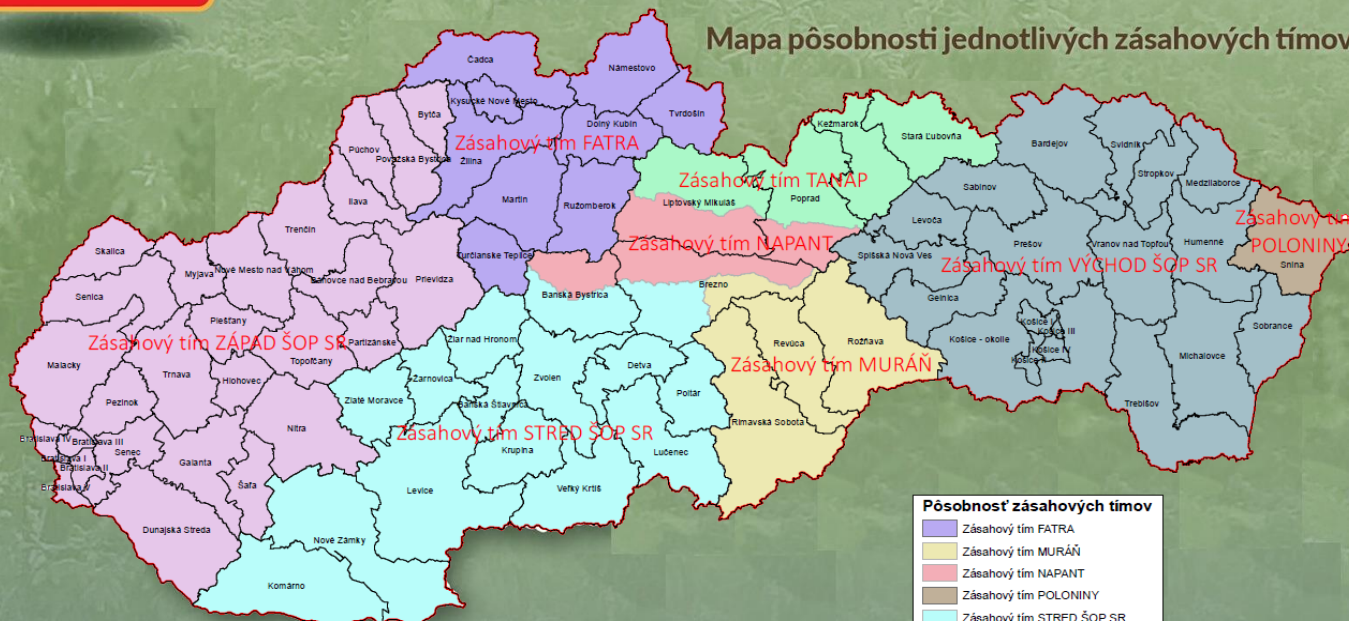 Mapa pôsobnosti jednotlivých zásahových tímov
Čadca
Námestovo
Kysucké Nové Mesto
Tvrdošín
Bytča
Dolný Kubín
Zásahový tím FATRA
Púchov
Považská Bystrica
Žilina
Ilava
Martin
Ružomberok
Kežmarok
Stará Ľubovňa
Zásahový tím TANAP
Liptovský Mikuláš
Poprad
Bardejov
Svidník
Stropkov
Medzilaborce
Sabinov
Levoča
Zásahový tím
POLONINY
Snina
Trenčín
Skalica
Myjava
Nové Mesto nad Váhom
Bánovce nad Bebravou
Prievidza
Turčianske Teplice
Zásahový tím NAPANT
Spišská Nová Ves
Prešov
Vranov nad Topľou
Humenné
Zásahový tím VÝCHOD ŠOP SR
Senica
Banská Bystrica
Brezno
Gelnica
Piešťany
Zásahový tím ZÁPAD ŠOP SR
Partizánske
Topoľčany
Malacky
Trnava
Hlohovec
Pezinok
Žiar nad Hronom
Žarnovica
Zlaté Moravce
Zvolen
Detva
Banská Štiavnica
Poltár
Revúca
Rožňava
Zásahový tím MURÁŇ
Rimavská Sobota
Košice - okolie
Košice I
Košice III
Košice IV
Sobrance
Michalovce
Trebišov
Zásahový tím STRED ŠOP SR
Bratislava IV
Bratislava III
Bratislava I
Bratislava II
Bratislava V
Senec
Galanta
Nitra
Šaľa
Krupina
Lučenec
Levice
Veľký Krtíš
Dunajská Streda
Nové Zámky
Komárno
Pôsobnosť zásahových tímov
Zásahový tím FATRA
Zásahový tím MURÁŇ
Zásahový tím NAPANT
Zásahový tím POLONINY
Zásahový tím STRED ŠOP SR